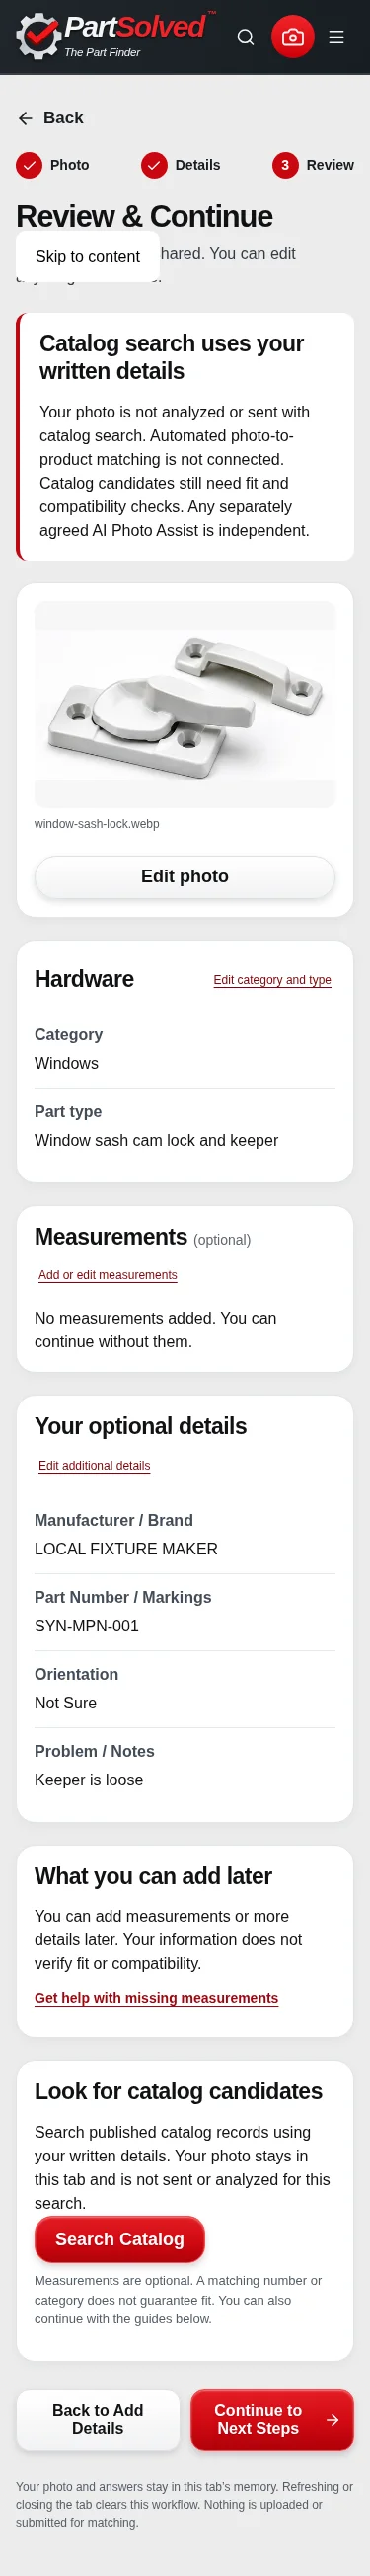 PartSolved™
The Part Finder
Back
Photo
Details
3 Review
Review & Continue
Skip to content
hared. You can edit
Catalog search uses your
written details
Your photo is not analyzed or sent with
catalog search. Automated photo-to-
product matching is not connected.
Catalog candidates still need fit and
compatibility checks. Any separately
agreed AI Photo Assist is independent.
window-sash-lock.webp
Edit photo
Hardware
Edit category and type
Category
Windows
Part type
Window sash cam lock and keeper
Measurements (optional)
Add or edit measurements
No measurements added. You can
continue without them.
Your optional details
Edit additional details
Manufacturer / Brand
LOCAL FIXTURE MAKER
Part Number / Markings
SYN-MPN-001
Orientation
Not Sure
Problem / Notes
Keeper is loose
What you can add later
You can add measurements or more
details later. Your information does not
verify fit or compatibility.
Get help with missing measurements
Look for catalog candidates
Search published catalog records using
your written details. Your photo stays in
this tab and is not sent or analyzed for this
search.
Search Catalog
Measurements are optional. A matching number or
category does not guarantee fit. You can also
continue with the guides below.
Back to Add
Details
Continue to
Next Steps
Your photo and answers stay in this tab's memory. Refreshing or
closing the tab clears this workflow. Nothing is uploaded or
submitted for matching.